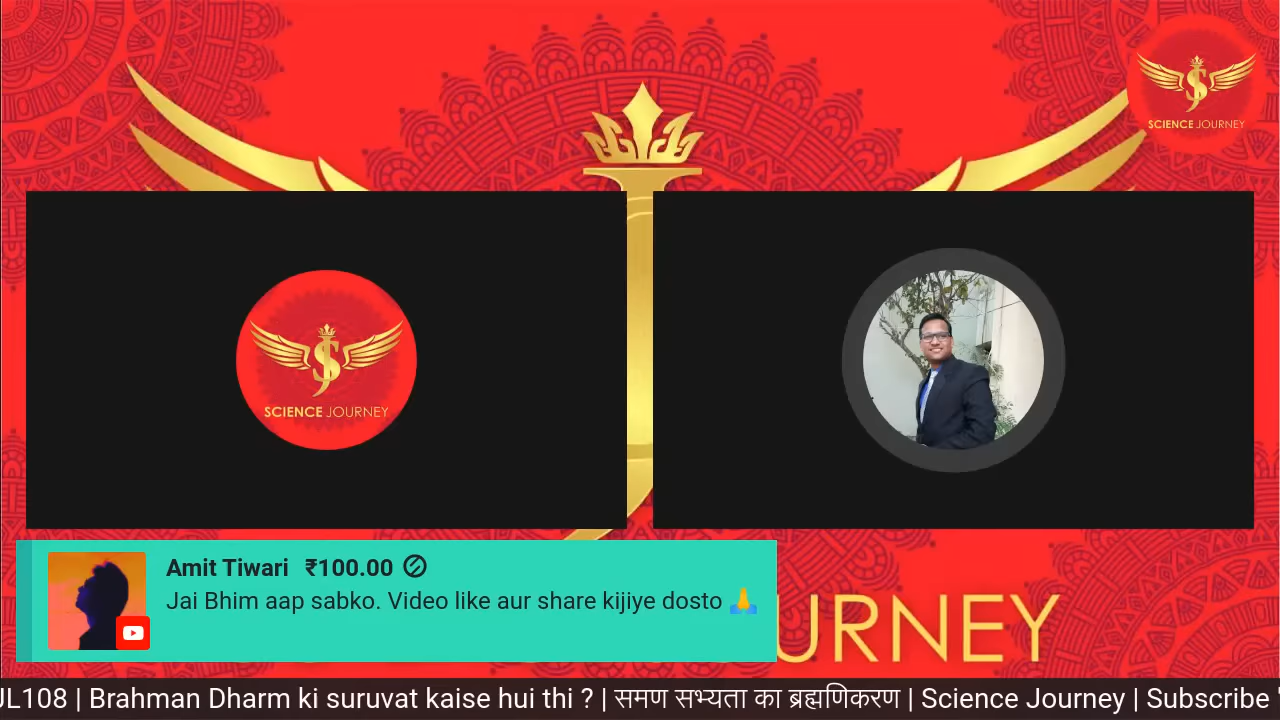 SCIENCE JOURNEY
SCIENCE JOURNEY
Amit Tiwari ₹100.00
Jai Bhim aap sabko. Video like aur share kijiye dosto 🙏
URNEY
JL108 | Brahman Dharm ki suruvat kaise hui thi ? | समण सभ्यता का ब्रह्मणिकरण | Science Journey | Subscribe